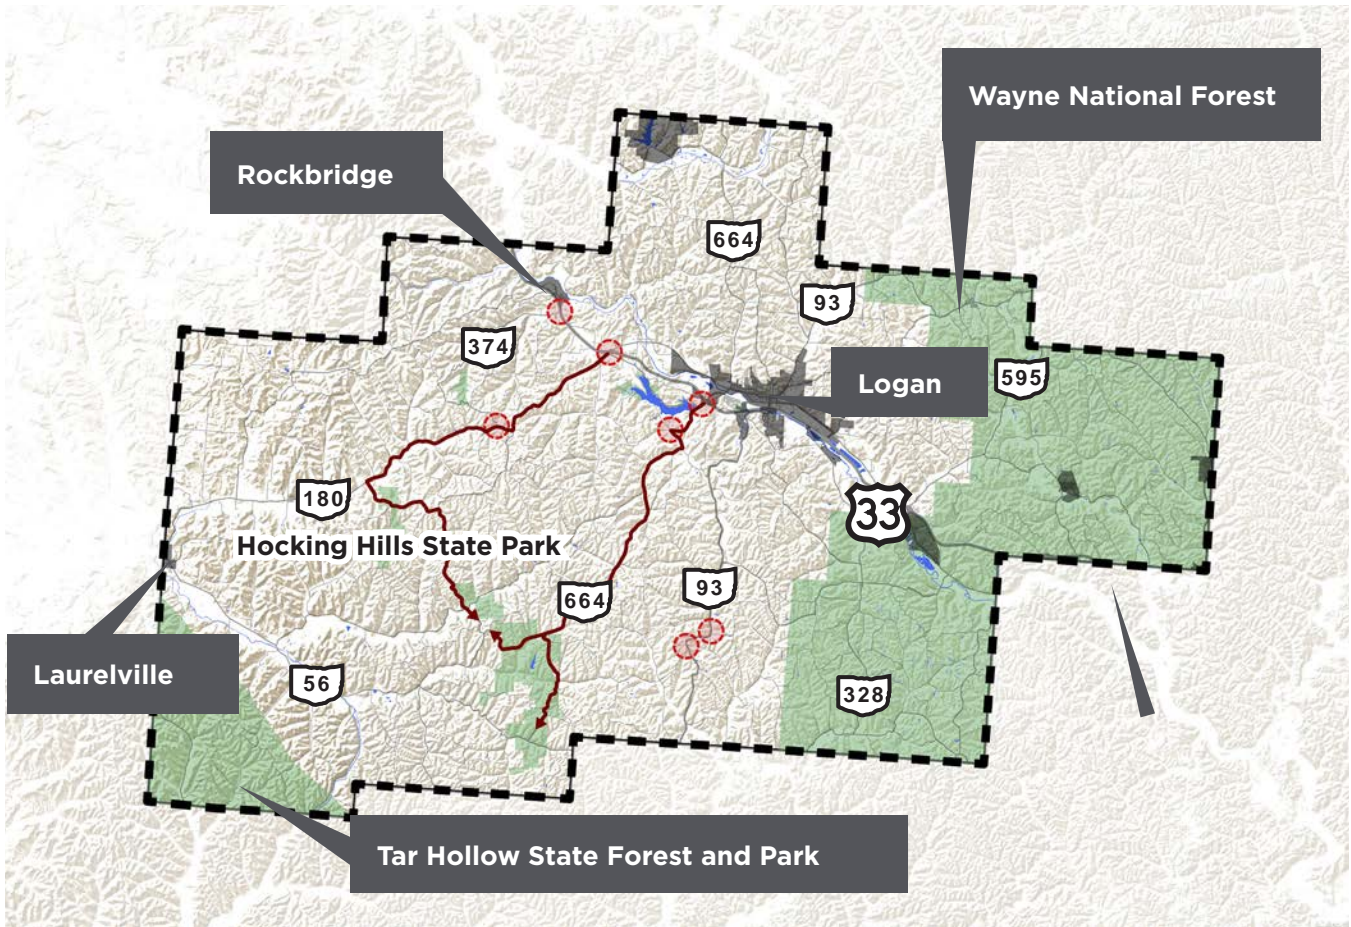 Wayne National Forest
Rockbridge
664
93
374
Logan
595
180
33
Hocking Hills State Park
664
93
Laurelville
56
328
Tar Hollow State Forest and Park